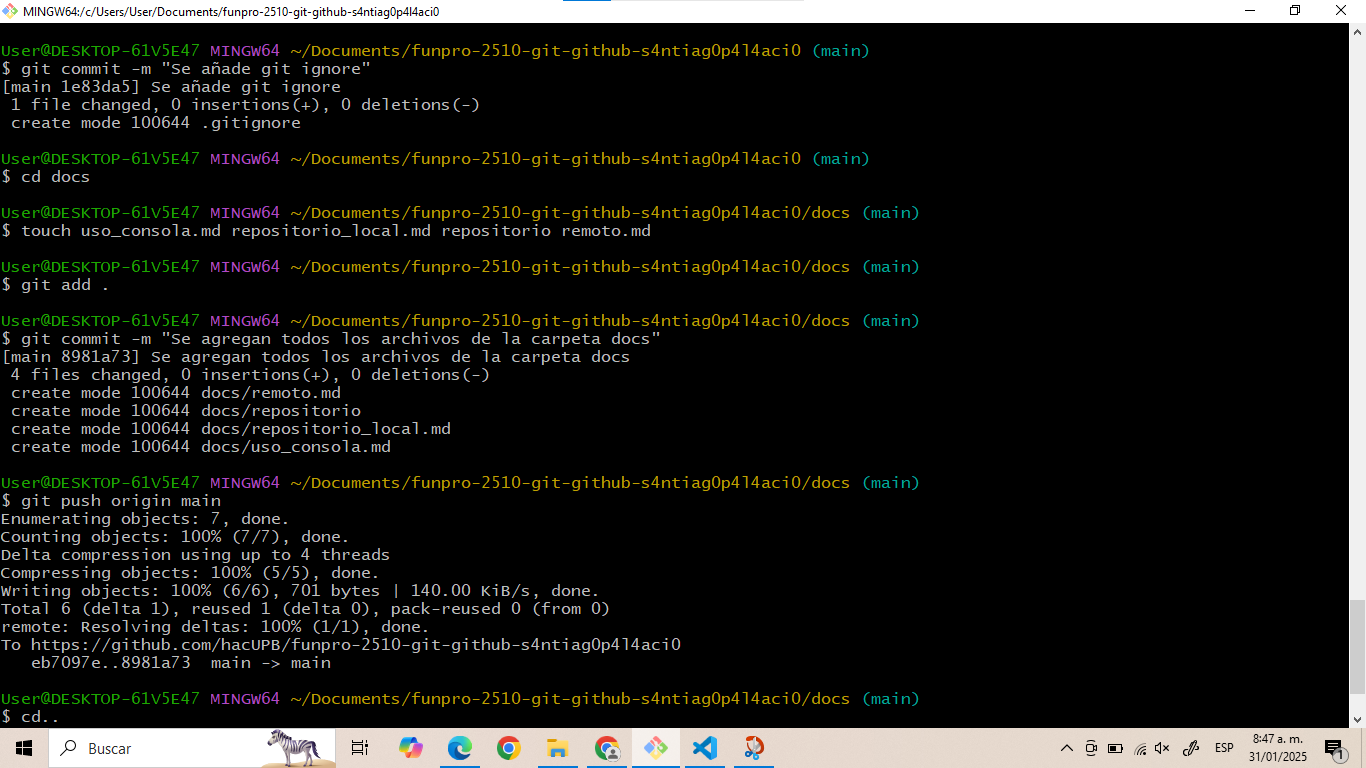 MINGW64:/c/Users/User/Documents/funpro-2510-git-github-s4ntiag0p4l4aci0
User@DESKTOP-61V5E47 MINGW64 ~/Documents/funpro-2510-git-github-s4ntiag0p4l4aci0 (main)
$ git commit -m "Se añade git ignore"
[main 1e83da5] Se añade git ignore
 1 file changed, 0 insertions(+), 0 deletions(-)
 create mode 100644 .gitignore
User@DESKTOP-61V5E47 MINGW64 ~/Documents/funpro-2510-git-github-s4ntiag0p4l4aci0 (main)
$ cd docs
User@DESKTOP-61V5E47 MINGW64 ~/Documents/funpro-2510-git-github-s4ntiag0p4l4aci0/docs (main)
$ touch uso_consola.md repositorio_local.md repositorio remoto.md
User@DESKTOP-61V5E47 MINGW64 ~/Documents/funpro-2510-git-github-s4ntiag0p4l4aci0/docs (main)
$ git add .
User@DESKTOP-61V5E47 MINGW64 ~/Documents/funpro-2510-git-github-s4ntiag0p4l4aci0/docs (main)
$ git commit -m "Se agregan todos los archivos de la carpeta docs"
[main 8981a73] Se agregan todos los archivos de la carpeta docs
 4 files changed, 0 insertions(+), 0 deletions(-)
 create mode 100644 docs/remoto.md
 create mode 100644 docs/repositorio
 create mode 100644 docs/repositorio_local.md
 create mode 100644 docs/uso_consola.md
User@DESKTOP-61V5E47 MINGW64 ~/Documents/funpro-2510-git-github-s4ntiag0p4l4aci0/docs (main)
$ git push origin main
Enumerating objects: 7, done.
Counting objects: 100% (7/7), done.
Delta compression using up to 4 threads
Compressing objects: 100% (5/5), done.
Writing objects: 100% (6/6), 701 bytes | 140.00 KiB/s, done.
Total 6 (delta 1), reused 1 (delta 0), pack-reused 0 (from 0)
remote: Resolving deltas: 100% (1/1), done.
To https://github.com/hacUPB/funpro-2510-git-github-s4ntiag0p4l4aci0
   eb7097e..8981a73  main -> main
User@DESKTOP-61V5E47 MINGW64 ~/Documents/funpro-2510-git-github-s4ntiag0p4l4aci0/docs (main)
$ cd..
Buscar
ESP
8:47 a. m.
31/01/2025
1